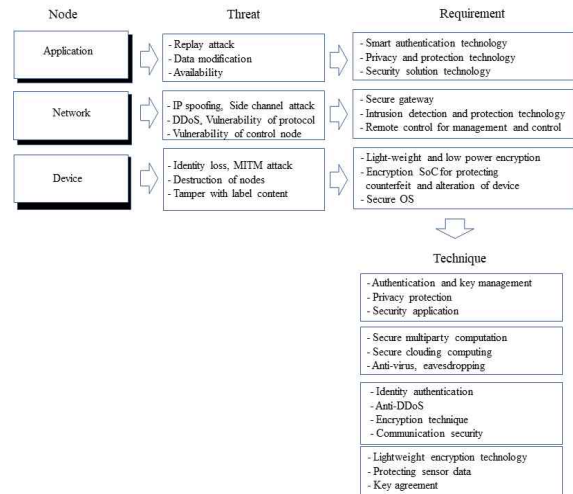 Node
Threat
Requirement
Application
- Replay attack
- Data modification
- Availability
- Smart authentication technology
- Privacy and protection technology
- Security solution technology
Network
- IP spoofing, Side channel attack
- DDoS, Vulnerability of protocol
- Vulnerability of control node
- Secure gateway
- Intrusion detection and protection technology
- Remote control for management and control
Device
- Identity loss, MITM attack
- Destruction of nodes
- Tamper with label content
- Light-weight and low power encryption
- Encryption SoC for protecting
counterfeit and alteration of device
- Secure OS
Technique
- Authentication and key management
- Privacy protection
- Security application
- Secure multiparty computation
- Secure clouding computing
- Anti-virus, eavesdropping
- Identity authentication
- Anti-DDoS
- Encryption technique
- Communication security
- Lightweight encryption technology
- Protecting sensor data
- Key agreement